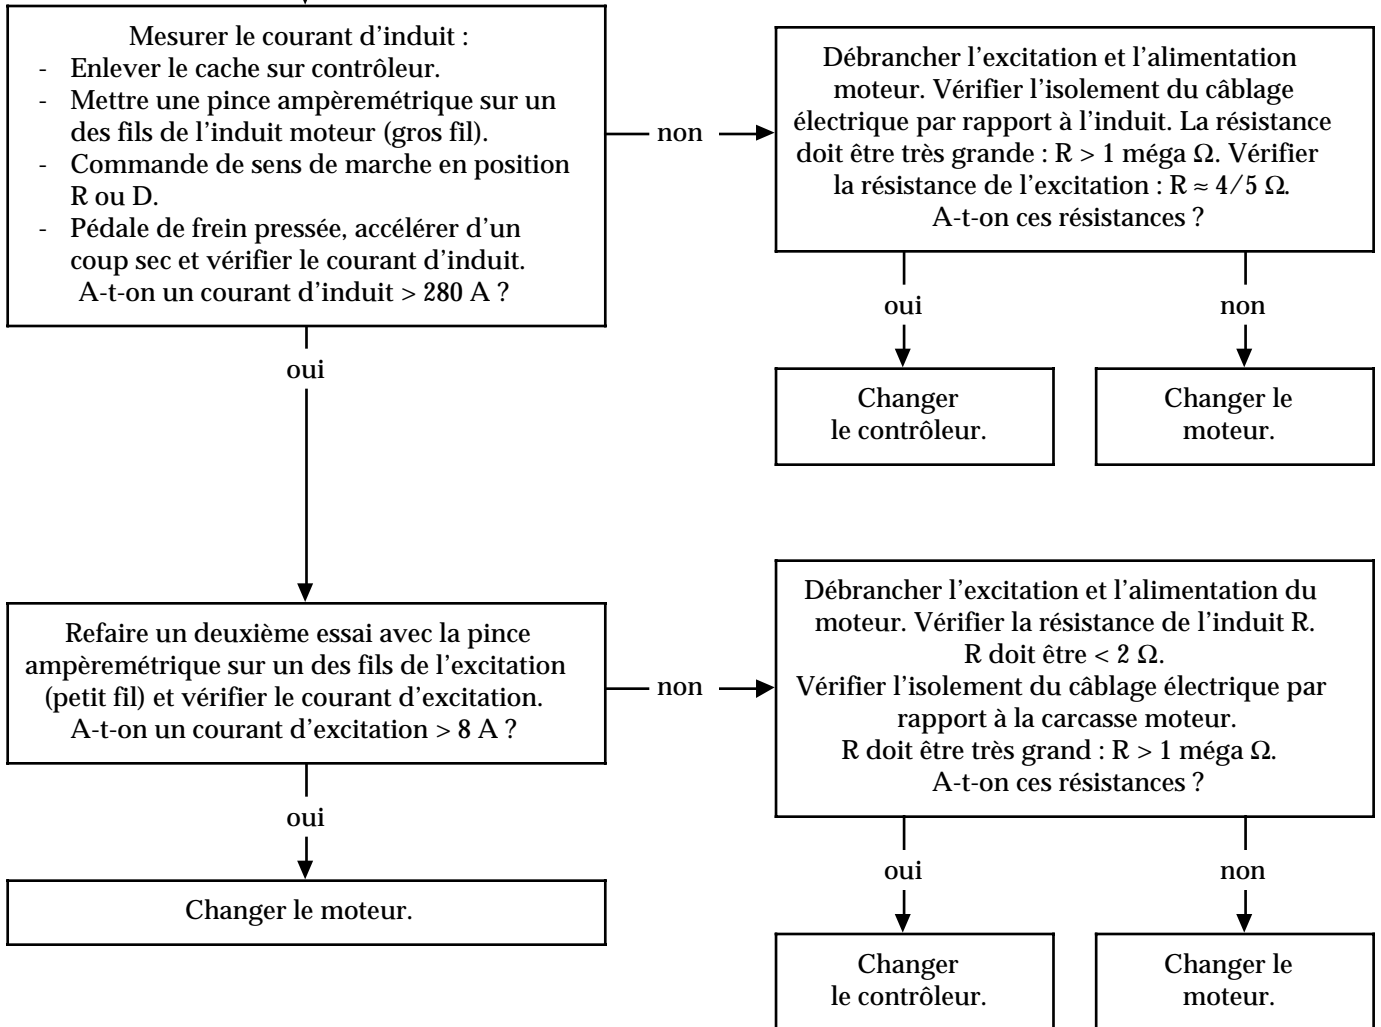 Mesurer le courant d’induit :
- Enlever le cache sur contrôleur.
- Mettre une pince ampèremétrique sur un
des fils de l’induit moteur (gros fil).
- Commande de sens de marche en position
R ou D.
- Pédale de frein pressée, accélérer d’un
coup sec et vérifier le courant d’induit.
A-t-on un courant d’induit > 280 A ?
non
Débrancher l’excitation et l’alimentation
moteur. Vérifier l’isolement du câblage
électrique par rapport à l’induit. La résistance
doit être très grande : R > 1 méga Ω. Vérifier
la résistance de l’excitation : R ≈ 4/5 Ω.
A-t-on ces résistances ?
oui
non
Changer
le contrôleur.
Changer le
moteur.
oui
Refaire un deuxième essai avec la pince
ampèremétrique sur un des fils de l’excitation
(petit fil) et vérifier le courant d’excitation.
A-t-on un courant d’excitation > 8 A ?
non
Débrancher l’excitation et l’alimentation du
moteur. Vérifier la résistance de l’induit R.
R doit être < 2 Ω.
Vérifier l’isolement du câblage électrique par
rapport à la carcasse moteur.
R doit être très grand : R > 1 méga Ω.
A-t-on ces résistances ?
oui
Changer le moteur.
oui
non
Changer
le contrôleur.
Changer le
moteur.